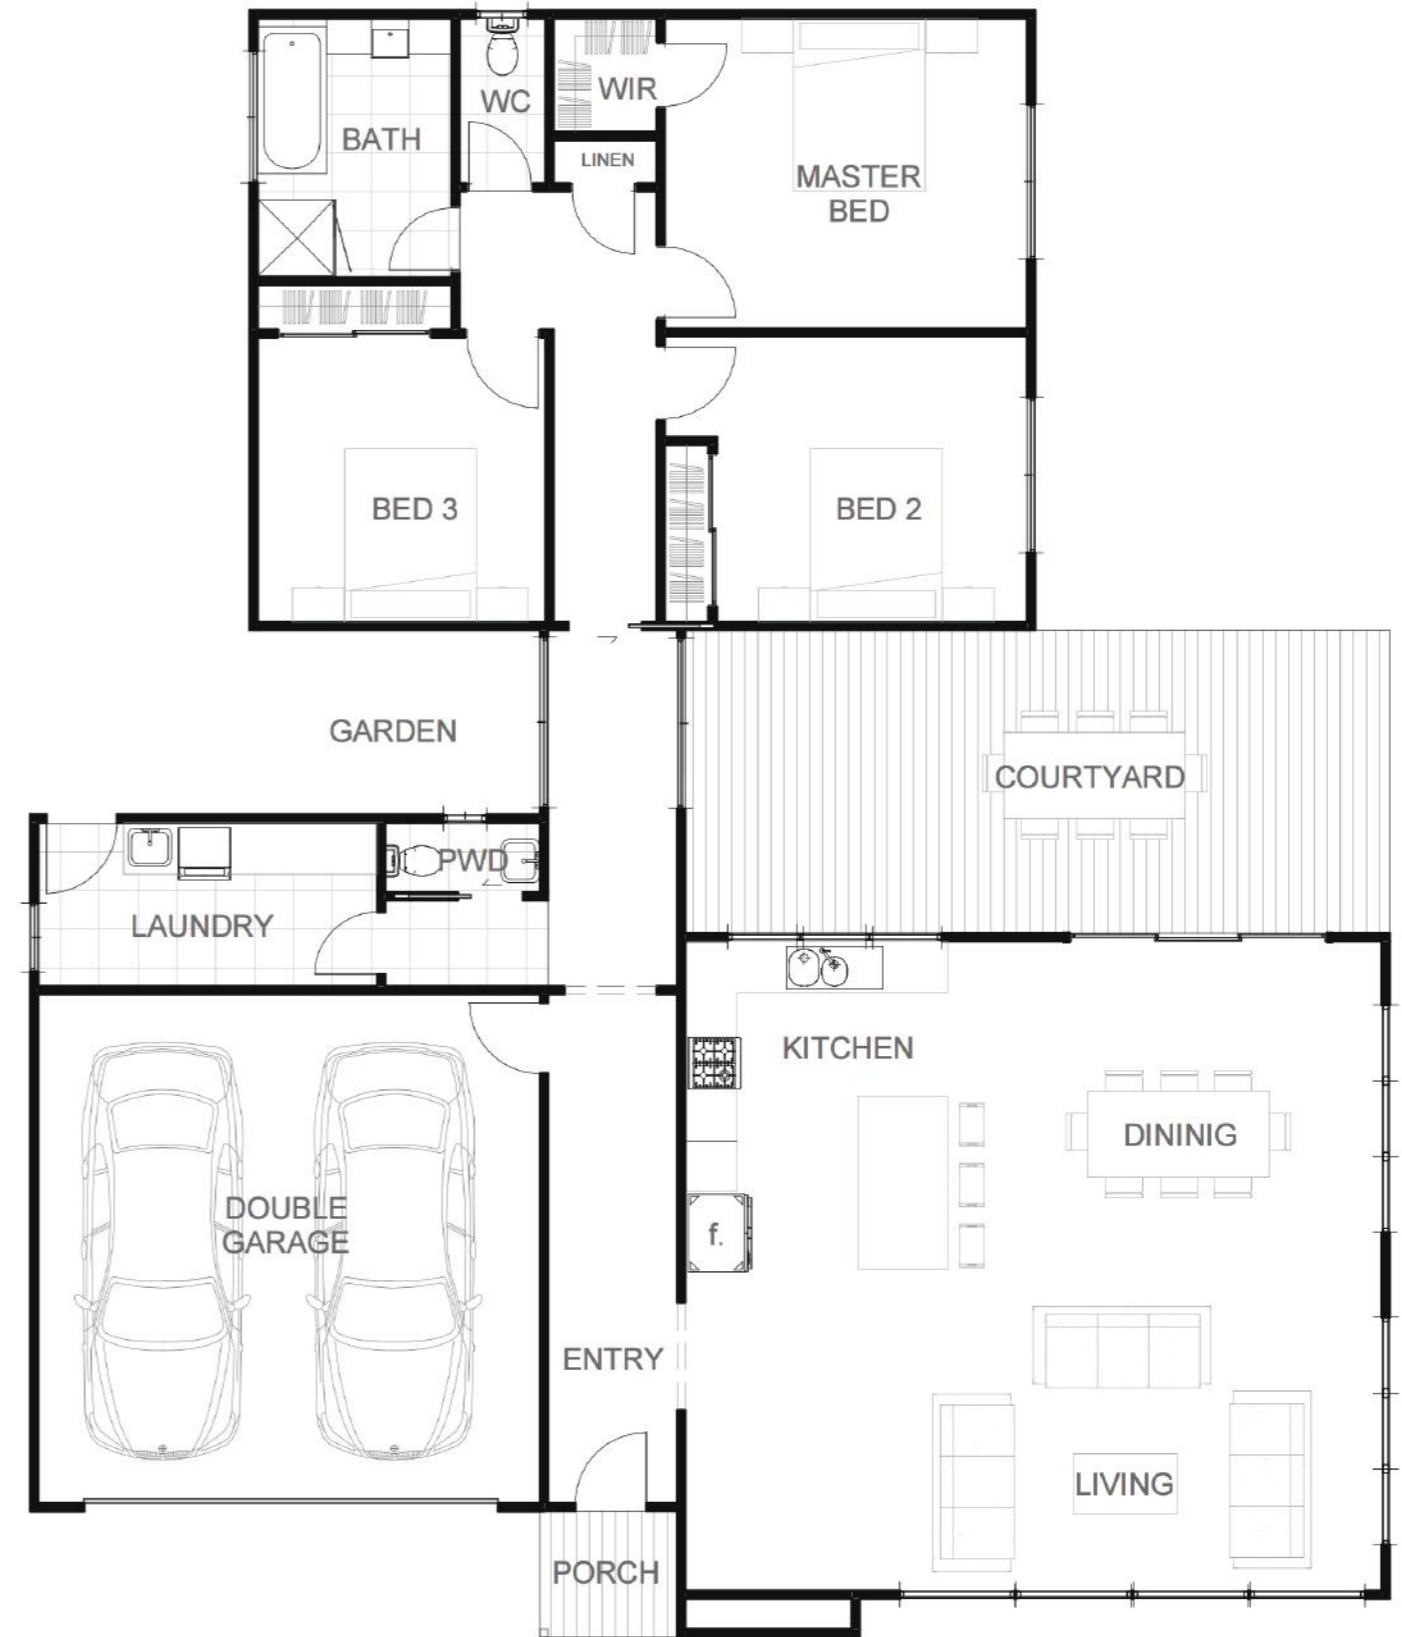 WC
WIR
BATH
LINEN
MASTER
BED
BED 3
BED 2
GARDEN
COURTYARD
PWD
LAUNDRY
KITCHEN
DININIG
DOUBLE
GARAGE
f.
ENTRY
LIVING
PORCH